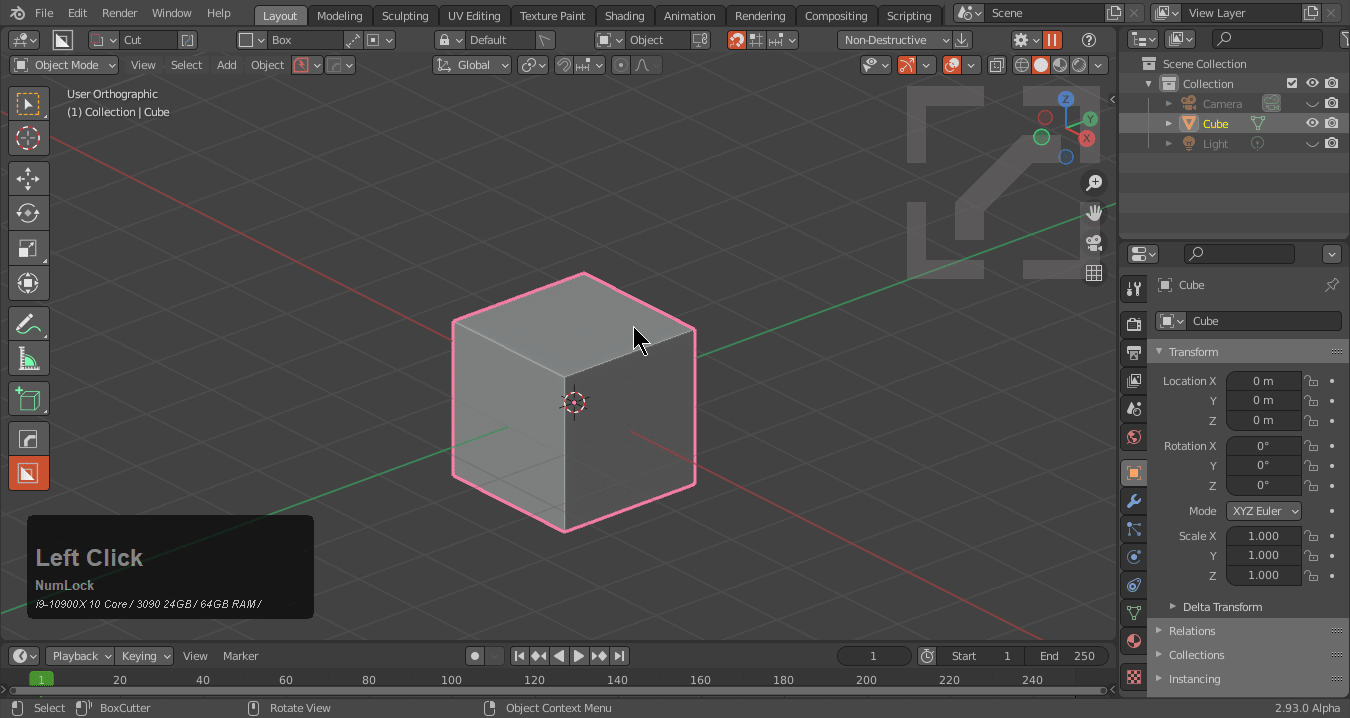 File Edit Render Window Help Layout Modeling Sculpting UV Editing Texture Paint Shading Animation Rendering Compositing Scripting Scene View Layer
Cut Box Default Object Non-Destructive
Object Mode View Select Add Object Global
Scene Collection
Collection
Camera
Cube
Light
User Orthographic
(1) Collection | Cube
Z
Y
X
Left Click
NumLock
i9-10900X 10 Core / 3090 24GB / 64GB RAM /
Cube
Cube
Transform
Location X 0 m
Y 0 m
Z 0 m
Rotation X 0°
Y 0°
Z 0°
Mode XYZ Euler
Scale X 1.000
Y 1.000
Z 1.000
Delta Transform
Relations
Collections
Instancing
Playback Keying View Marker 1 Start 1 End 250
1 20 40 60 80 100 120 140 160 180 200 220 240
Select BoxCutter Rotate View Object Context Menu 2.93.0 Alpha